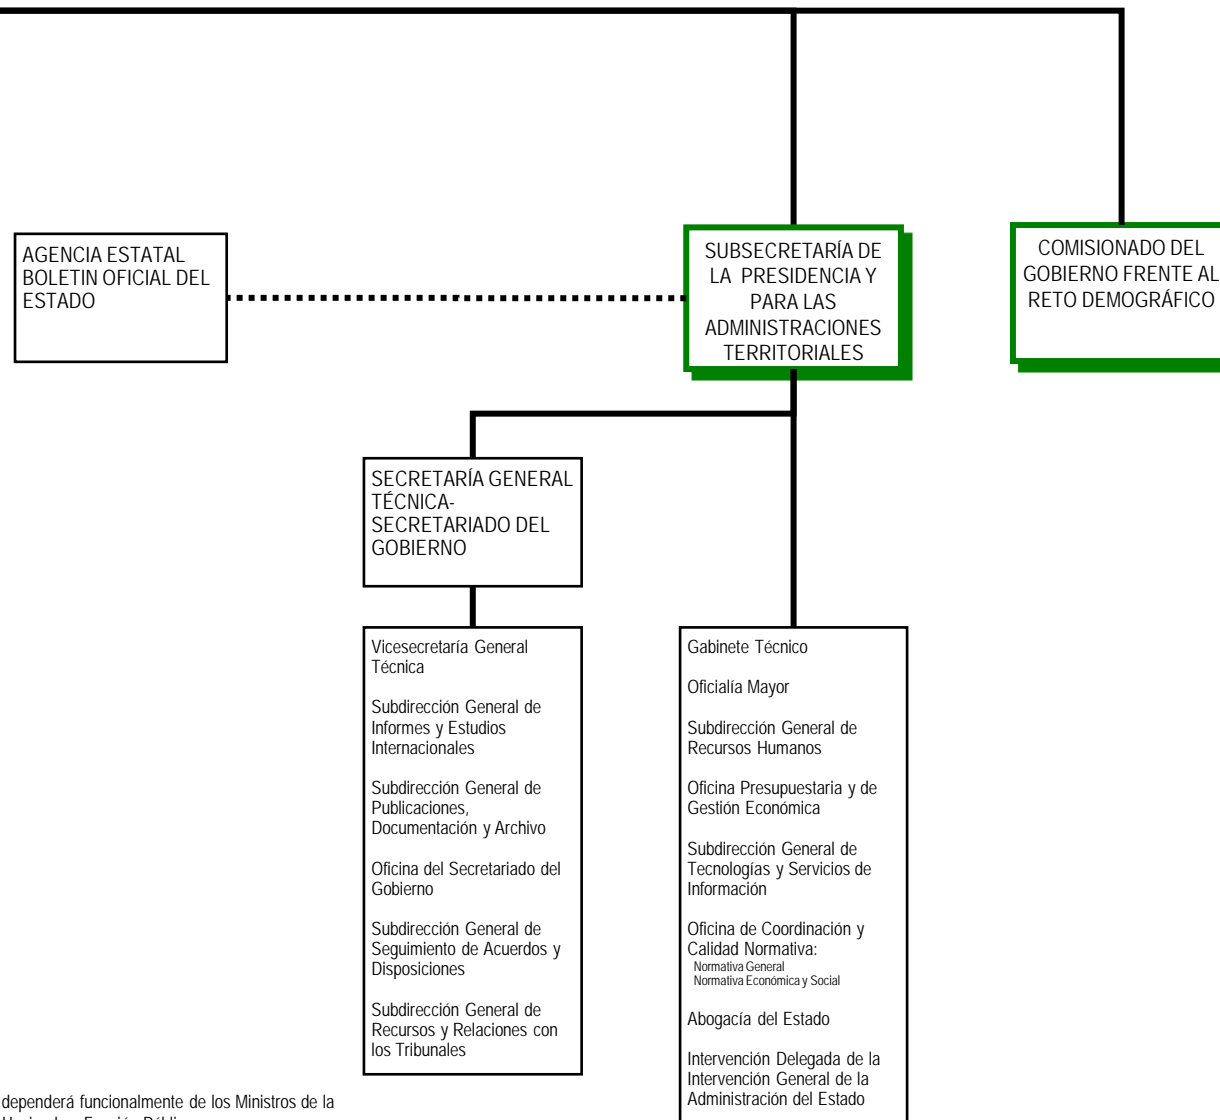 AGENCIA ESTATAL
BOLETIN OFICIAL DEL
ESTADO
SUBSECRETARÍA DE
LA PRESIDENCIA Y
PARA LAS
ADMINISTRACIONES
TERRITORIALES
COMISIONADO DEL
GOBIERNO FRENTE AL
RETO DEMOGRÁFICO
SECRETARÍA GENERAL
TÉCNICA-
SECRETARIADO DEL
GOBIERNO
Vicesecretaría General
Técnica
Subdirección General de
Informes y Estudios
Internacionales
Subdirección General de
Publicaciones,
Documentación y Archivo
Oficina del Secretariado del
Gobierno
Subdirección General de
Seguimiento de Acuerdos y
Disposiciones
Subdirección General de
Recursos y Relaciones con
los Tribunales
Gabinete Técnico
Oficialía Mayor
Subdirección General de
Recursos Humanos
Oficina Presupuestaria y de
Gestión Económica
Subdirección General de
Tecnologías y Servicios de
Información
Oficina de Coordinación y
Calidad Normativa:
Normativa General
Normativa Económica y Social
Abogacía del Estado
Intervención Delegada de la
Intervención General de la
Administración del Estado
dependerá funcionalmente de los Ministros de la